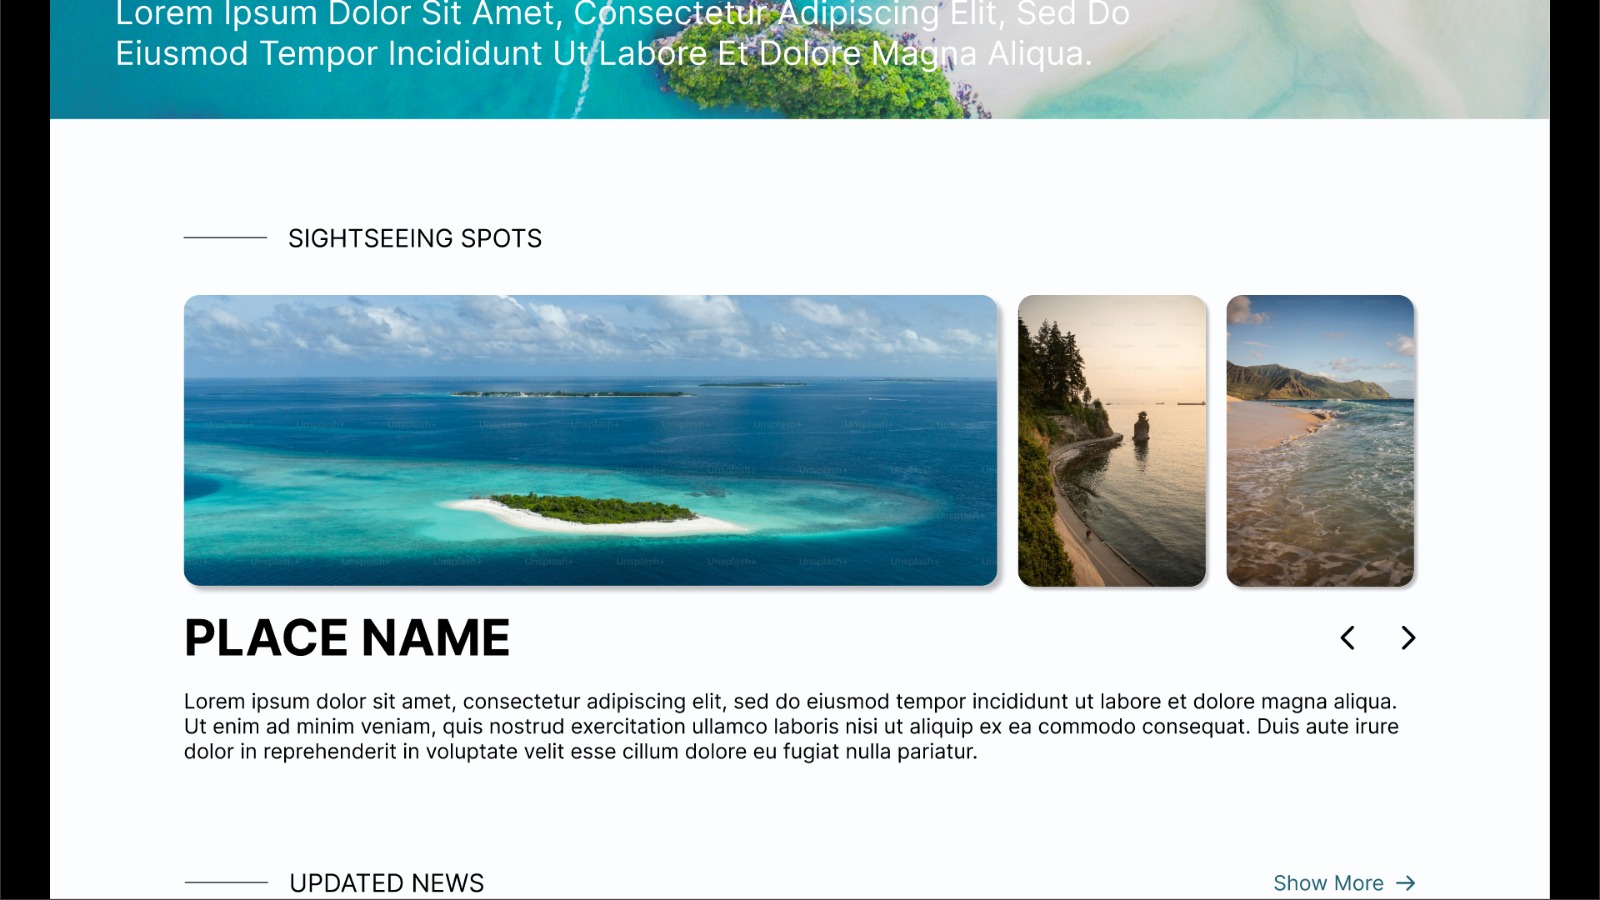 Lorem Ipsum Dolor Sit Amet, Consectetur Adipiscing Elit, Sed Do
Eiusmod Tempor Incididunt Ut Labore Et Dolore Magna Aliqua.
SIGHTSEEING SPOTS
PLACE NAME
Lorem ipsum dolor sit amet, consectetur adipiscing elit, sed do eiusmod tempor incididunt ut labore et dolore magna aliqua.
Ut enim ad minim veniam, quis nostrud exercitation ullamco laboris nisi ut aliquip ex ea commodo consequat. Duis aute irure
dolor in reprehenderit in voluptate velit esse cillum dolore eu fugiat nulla pariatur.
UPDATED NEWS
Show More